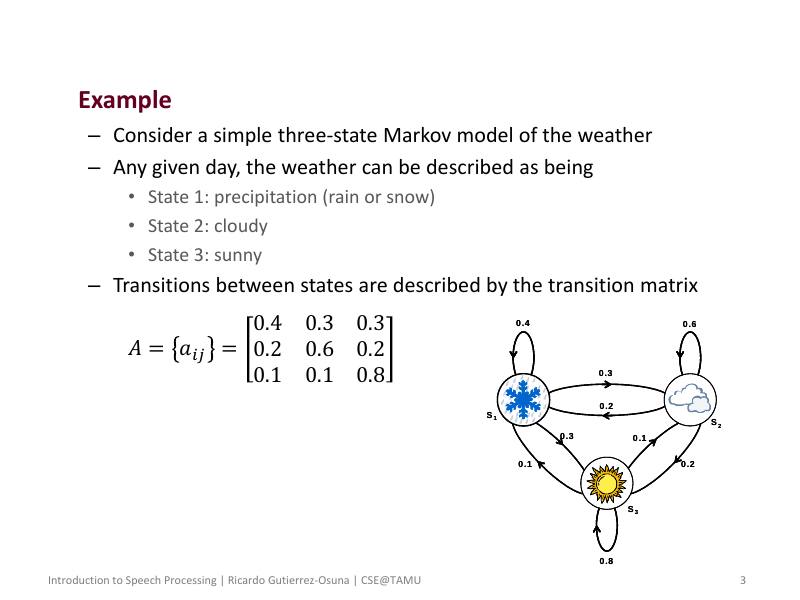 Example
– Consider a simple three-state Markov model of the weather
– Any given day, the weather can be described as being
• State 1: precipitation (rain or snow)
• State 2: cloudy
• State 3: sunny
– Transitions between states are described by the transition matrix
0.4 0.3 0.3
A = {aᵢⱼ} = [0.2 0.6 0.2]
0.1 0.1 0.8
0.4
0.6
0.3
0.2
S₁
S₂
0.3
0.1
0.1
0.2
S₃
0.8
Introduction to Speech Processing | Ricardo Gutierrez-Osuna | CSE@TAMU
3